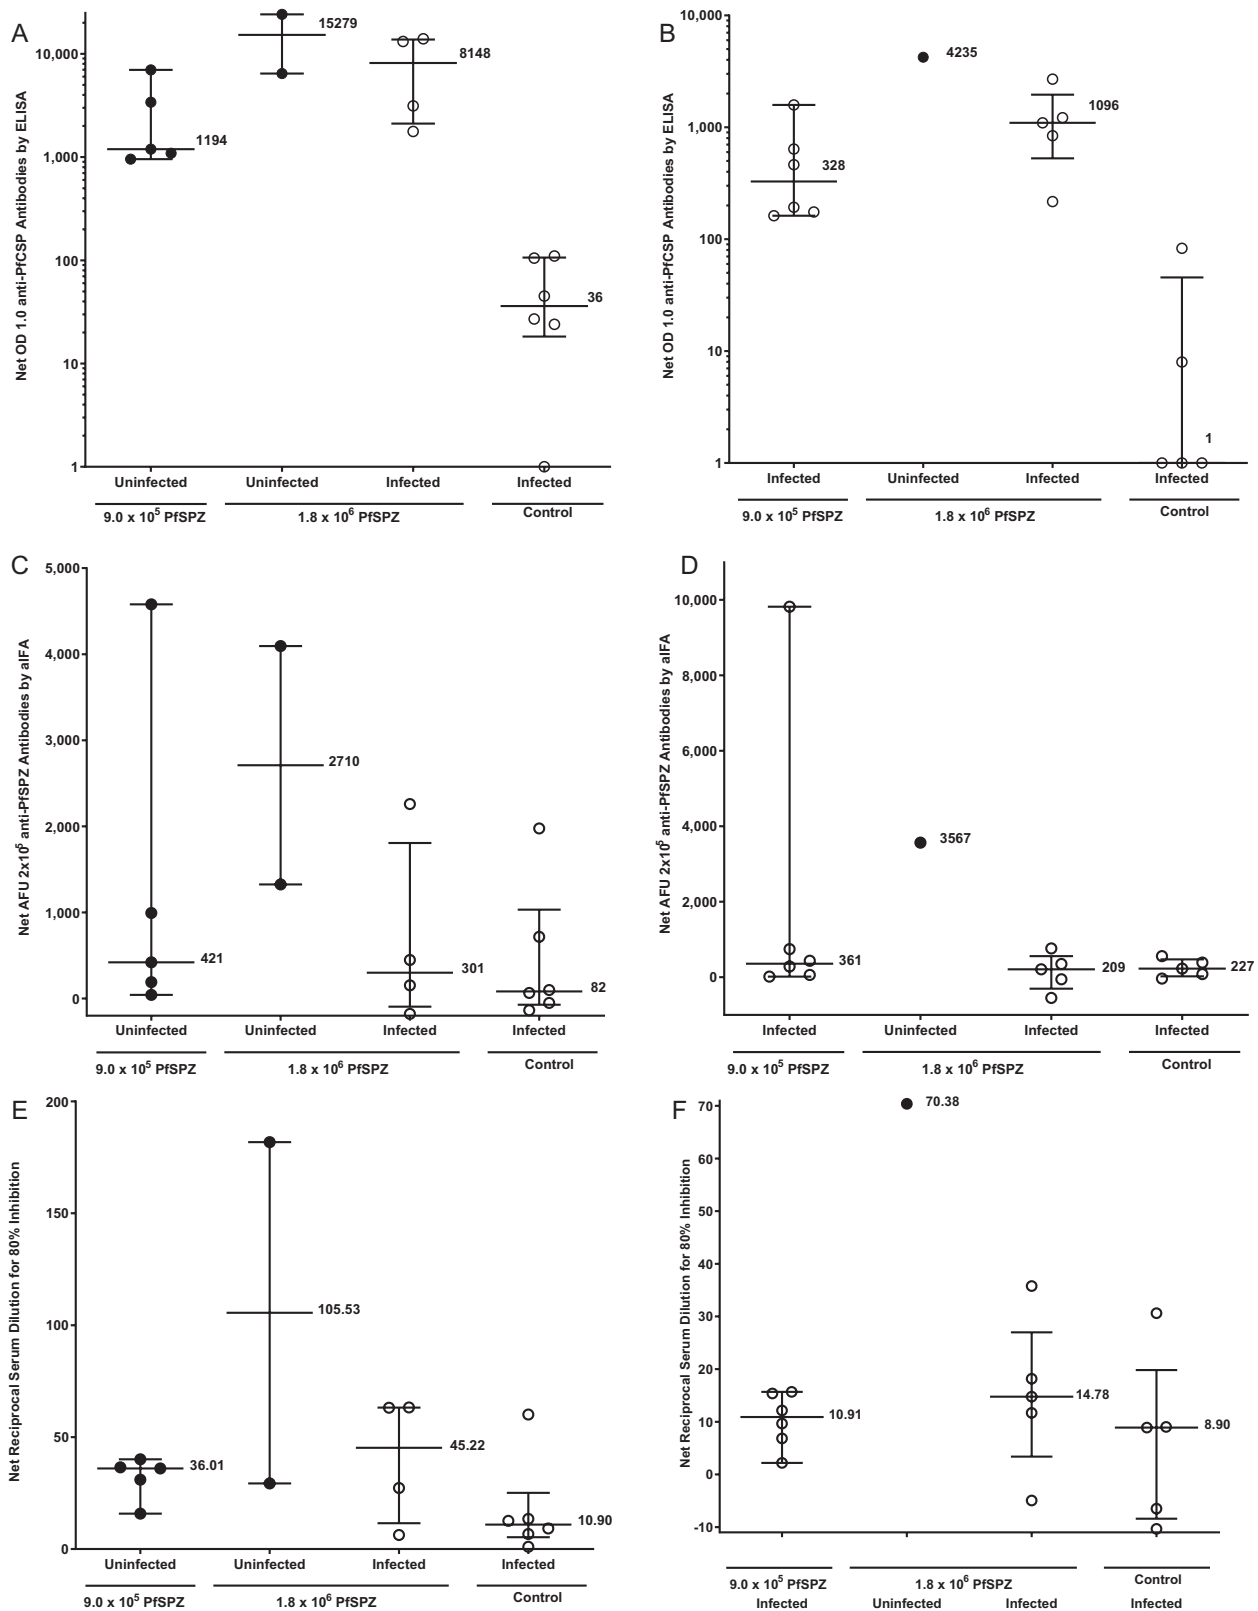 A
Net OD 1.0 anti-PfCSP Antibodies by ELISA
10,000
1,000
100
10
1
15279
8148
1194
36
Uninfected Uninfected Infected Infected
9.0 x 10⁵ PfSPZ 1.8 x 10⁶ PfSPZ Control
B
Net OD 1.0 anti-PfCSP Antibodies by ELISA
10,000
1,000
100
10
1
4235
1096
328
1
Infected Uninfected Infected Infected
9.0 x 10⁵ PfSPZ 1.8 x 10⁶ PfSPZ Control
C
Net AFU 2x10⁵ anti-PfSPZ Antibodies by aIFA
5,000
4,000
3,000
2,000
1,000
0
2710
421
301
82
Uninfected Uninfected Infected Infected
9.0 x 10⁵ PfSPZ 1.8 x 10⁶ PfSPZ Control
D
Net AFU 2x10⁵ anti-PfSPZ Antibodies by aIFA
10,000
8,000
6,000
4,000
2,000
0
3567
361
209
227
Infected Uninfected Infected Infected
9.0 x 10⁵ PfSPZ 1.8 x 10⁶ PfSPZ Control
E
Net Reciprocal Serum Dilution for 80% Inhibition
200
150
100
50
0
105.53
45.22
36.01
10.90
Uninfected Uninfected Infected Infected
9.0 x 10⁵ PfSPZ 1.8 x 10⁶ PfSPZ Control
F
Net Reciprocal Serum Dilution for 80% Inhibition
70
60
50
40
30
20
10
0
-10
70.38
14.78
10.91
8.90
9.0 x 10⁵ PfSPZ 1.8 x 10⁶ PfSPZ Control
Infected Uninfected Infected Infected